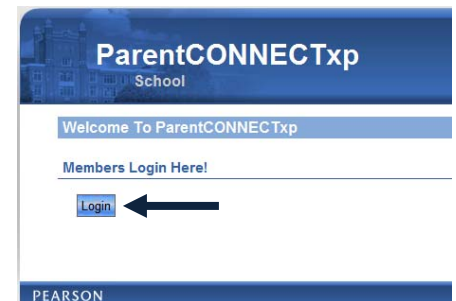 ParentCONNECTxp
School
Welcome To ParentCONNECTxp
Members Login Here!
Login
PEARSON